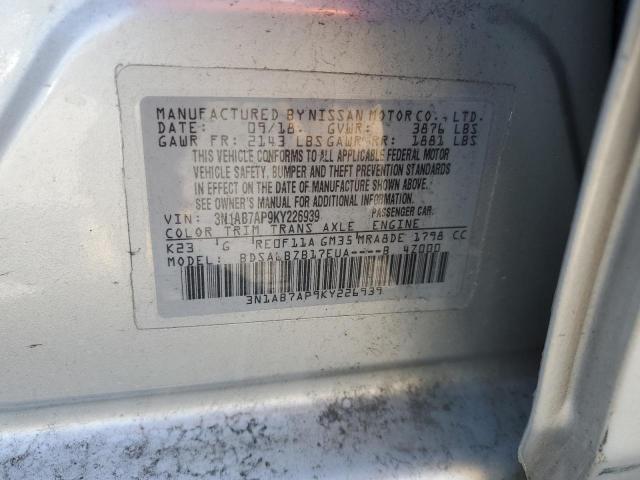 MANUFACTURED BY NISSAN MOTOR CO., LTD.
DATE: 09/18 GVWR: 3876 LBS
GAWR FR: 2143 LBS GAWR RR: 1881 LBS
THIS VEHICLE CONFORMS TO ALL APPLICABLE FEDERAL MOTOR
VEHICLE SAFETY, BUMPER AND THEFT PREVENTION STANDARDS
IN EFFECT ON THE DATE OF MANUFACTURE SHOWN ABOVE.
SEE OWNER'S MANUAL FOR ADDITIONAL INFORMATION.
VIN: 3N1AB7AP9KY226939 PASSENGER CAR
COLOR TRIM TRANS AXLE ENGINE
K23 G RE0F11A GM35 MRA8DE 1798 CC
MODEL: BDSALBZB17EUA----B 4Z000
3N1AB7AP9KY226939